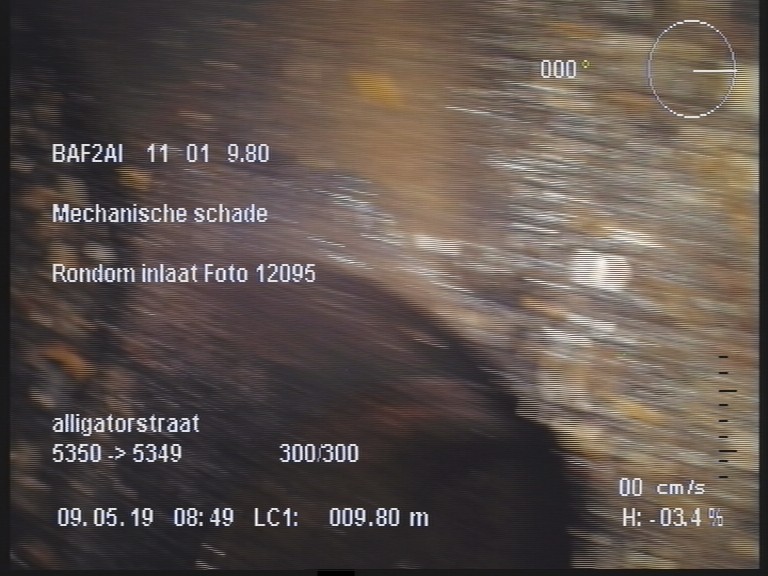 000°
BAF2AI 11 01 9.80
Mechanische schade
Rondom inlaat Foto 12095
alligatorstraat
5350 -> 5349 300/300
00 cm/s
09.05.19 08:49 LC1: 009.80 m H: -03.4 %